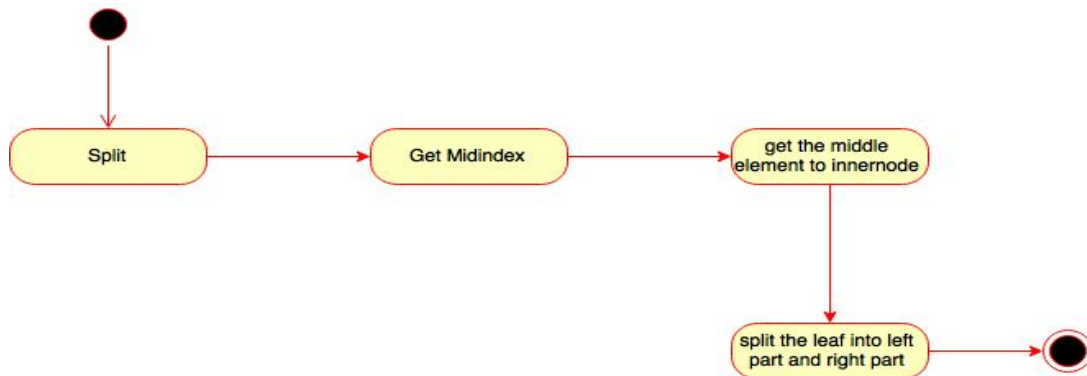 Split
Get Midindex
get the middle
element to innernode
split the leaf into left
part and right part